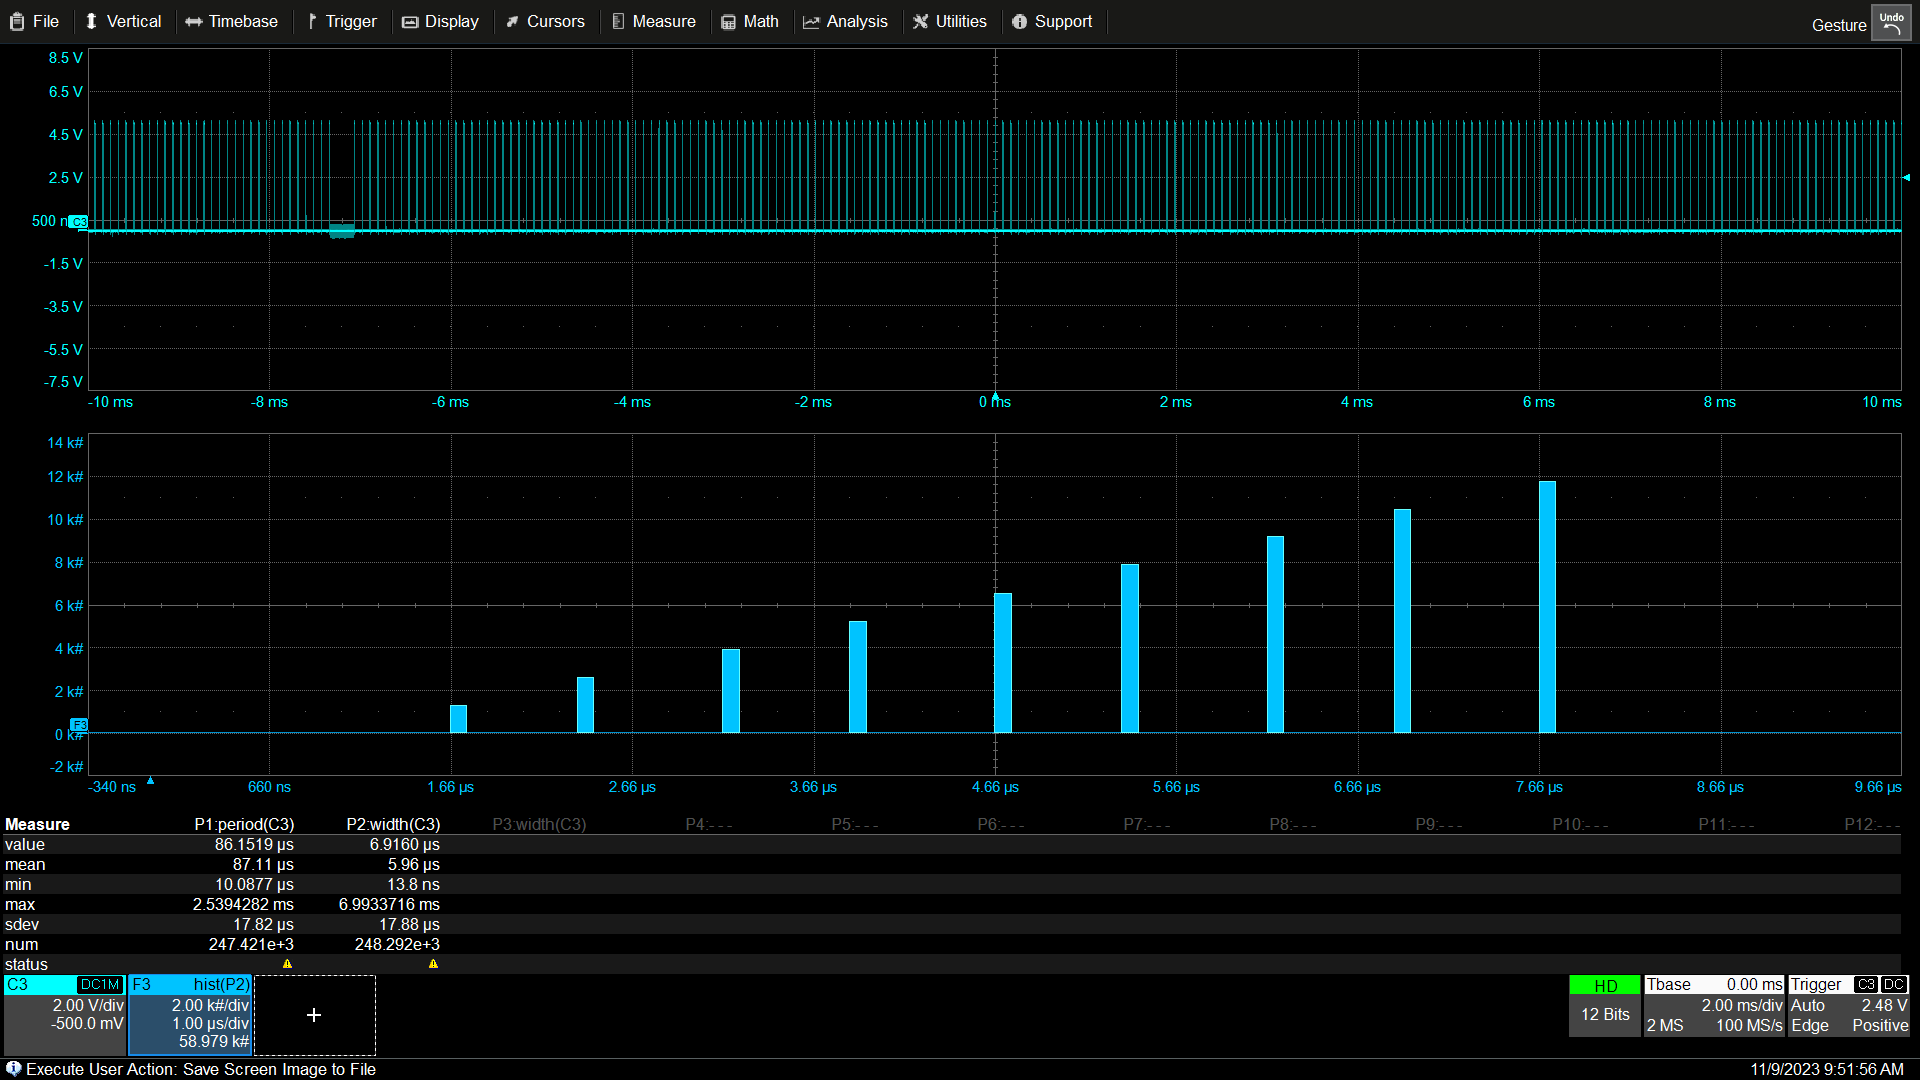 File Vertical Timebase Trigger Display Cursors Measure Math Analysis Utilities Support Gesture Undo
8.5 V
6.5 V
4.5 V
2.5 V
500 n C3
-1.5 V
-3.5 V
-5.5 V
-7.5 V
-10 ms -8 ms -6 ms -4 ms -2 ms 0 ms 2 ms 4 ms 6 ms 8 ms 10 ms
14 k#
12 k#
10 k#
8 k#
6 k#
4 k#
2 k#
F3
0 k#
-2 k#
-340 ns 660 ns 1.66 µs 2.66 µs 3.66 µs 4.66 µs 5.66 µs 6.66 µs 7.66 µs 8.66 µs 9.66 µs
Measure P1:period(C3) P2:width(C3) P3:width(C3) P4:- - - P5:- - - P6:- - - P7:- - - P8:- - - P9:- - - P10:- - - P11:- - - P12:- - -
value 86.1519 µs 6.9160 µs
mean 87.11 µs 5.96 µs
min 10.0877 µs 13.8 ns
max 2.5394282 ms 6.9933716 ms
sdev 17.82 µs 17.88 µs
num 247.421e+3 248.292e+3
status
C3 DC1M F3 hist(P2) HD Tbase 0.00 ms Trigger C3 DC
2.00 V/div 2.00 k#/div 12 Bits 2.00 ms/div Auto 2.48 V
-500.0 mV 1.00 µs/div 2 MS 100 MS/s Edge Positive
58.979 k#
+
Execute User Action: Save Screen Image to File 11/9/2023 9:51:56 AM